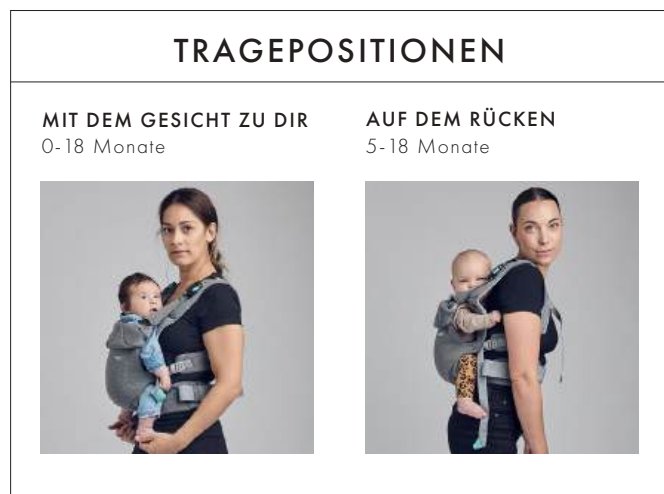 TRAGEPOSITIONEN
MIT DEM GESICHT ZU DIR
0-18 Monate
AUF DEM RÜCKEN
5-18 Monate